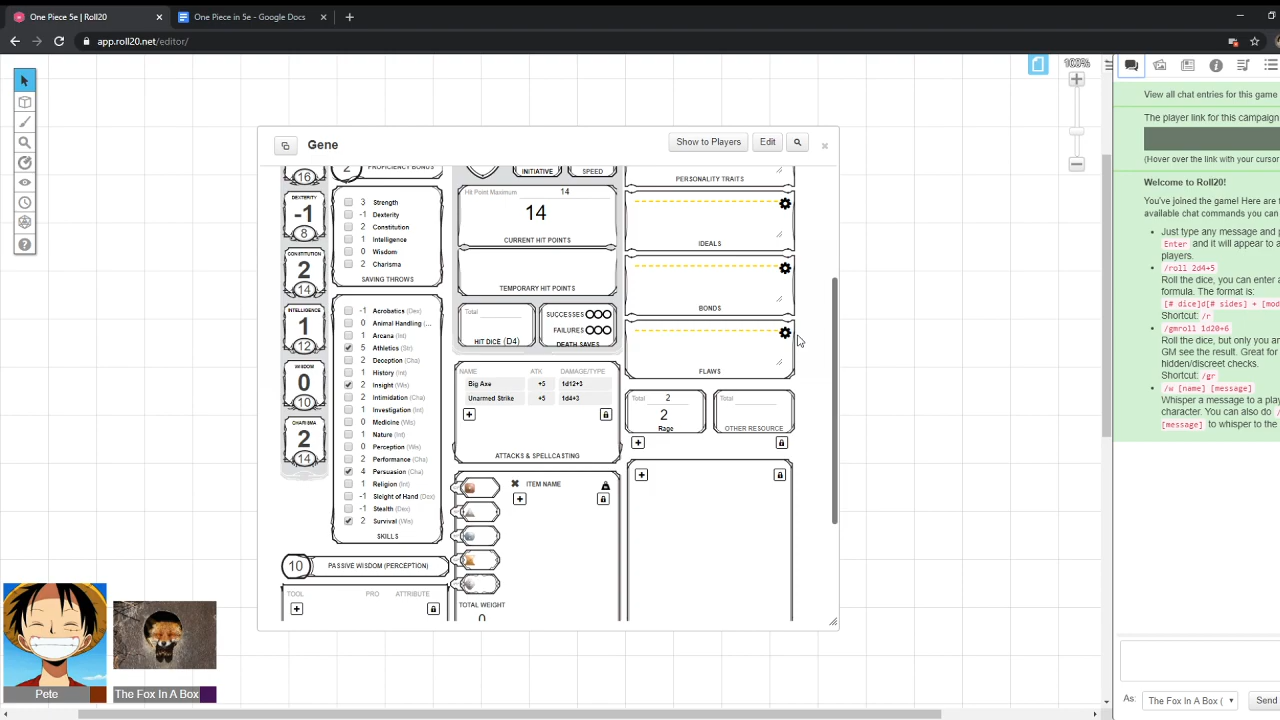 One Piece 5e | Roll20
One Piece in 5e - Google Docs
app.roll20.net/editor/
100%
Gene
Show to Players
Edit
16
PROFICIENCY BONUS
2
DEXTERITY
-1
8
CONSTITUTION
2
14
INTELLIGENCE
1
12
WISDOM
0
10
CHARISMA
2
14
3 Strength
-1 Dexterity
2 Constitution
1 Intelligence
0 Wisdom
2 Charisma
SAVING THROWS
-1 Acrobatics (Dex)
0 Animal Handling (...
1 Arcana (Int)
5 Athletics (Str)
2 Deception (Cha)
1 History (Int)
2 Insight (Wis)
2 Intimidation (Cha)
1 Investigation (Int)
0 Medicine (Wis)
1 Nature (Int)
0 Perception (Wis)
2 Performance (Cha)
4 Persuasion (Cha)
1 Religion (Int)
-1 Sleight of Hand (Dex)
-1 Stealth (Dex)
2 Survival (Wis)
SKILLS
10 PASSIVE WISDOM (PERCEPTION)
TOOL PRO ATTRIBUTE
INITIATIVE
SPEED
Hit Point Maximum 14
14
CURRENT HIT POINTS
TEMPORARY HIT POINTS
Total
HIT DICE (D4)
SUCCESSES
FAILURES
DEATH SAVES
NAME ATK DAMAGE/TYPE
Big Axe +5 1d12+3
Unarmed Strike +5 1d4+3
ATTACKS & SPELLCASTING
ITEM NAME
TOTAL WEIGHT
0
PERSONALITY TRAITS
IDEALS
BONDS
FLAWS
Total 2
2
Rage
Total
OTHER RESOURCE
View all chat entries for this game
The player link for this campaign
(Hover over the link with your cursor
Welcome to Roll20!
You've joined the game! Here are f
available chat commands you can
Just type any message and p
Enter and it will appear to a
players.
/roll 2d4+5
Roll the dice, you can enter a
formula. The format is:
[# dice]d[# sides] + [mod
Shortcut: /r
/gmroll 1d20+6
Roll the dice, but only you ar
GM see the result. Great for
hidden/discreet checks.
Shortcut: /gr
/w [name] [message]
Whisper a message to a play
character. You can also do /
[message] to whisper to the
As: The Fox In A Box (
Send
Pete
The Fox In A Box